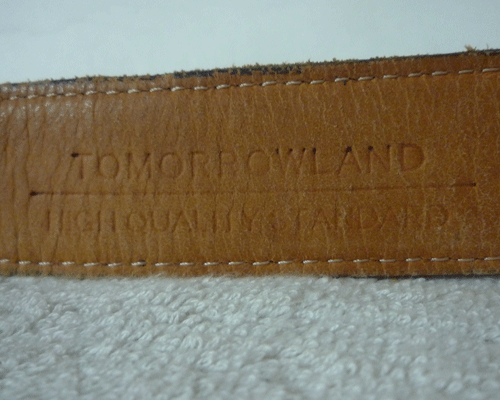 TOMORROWLAND
HIGH QUALITY STANDARD